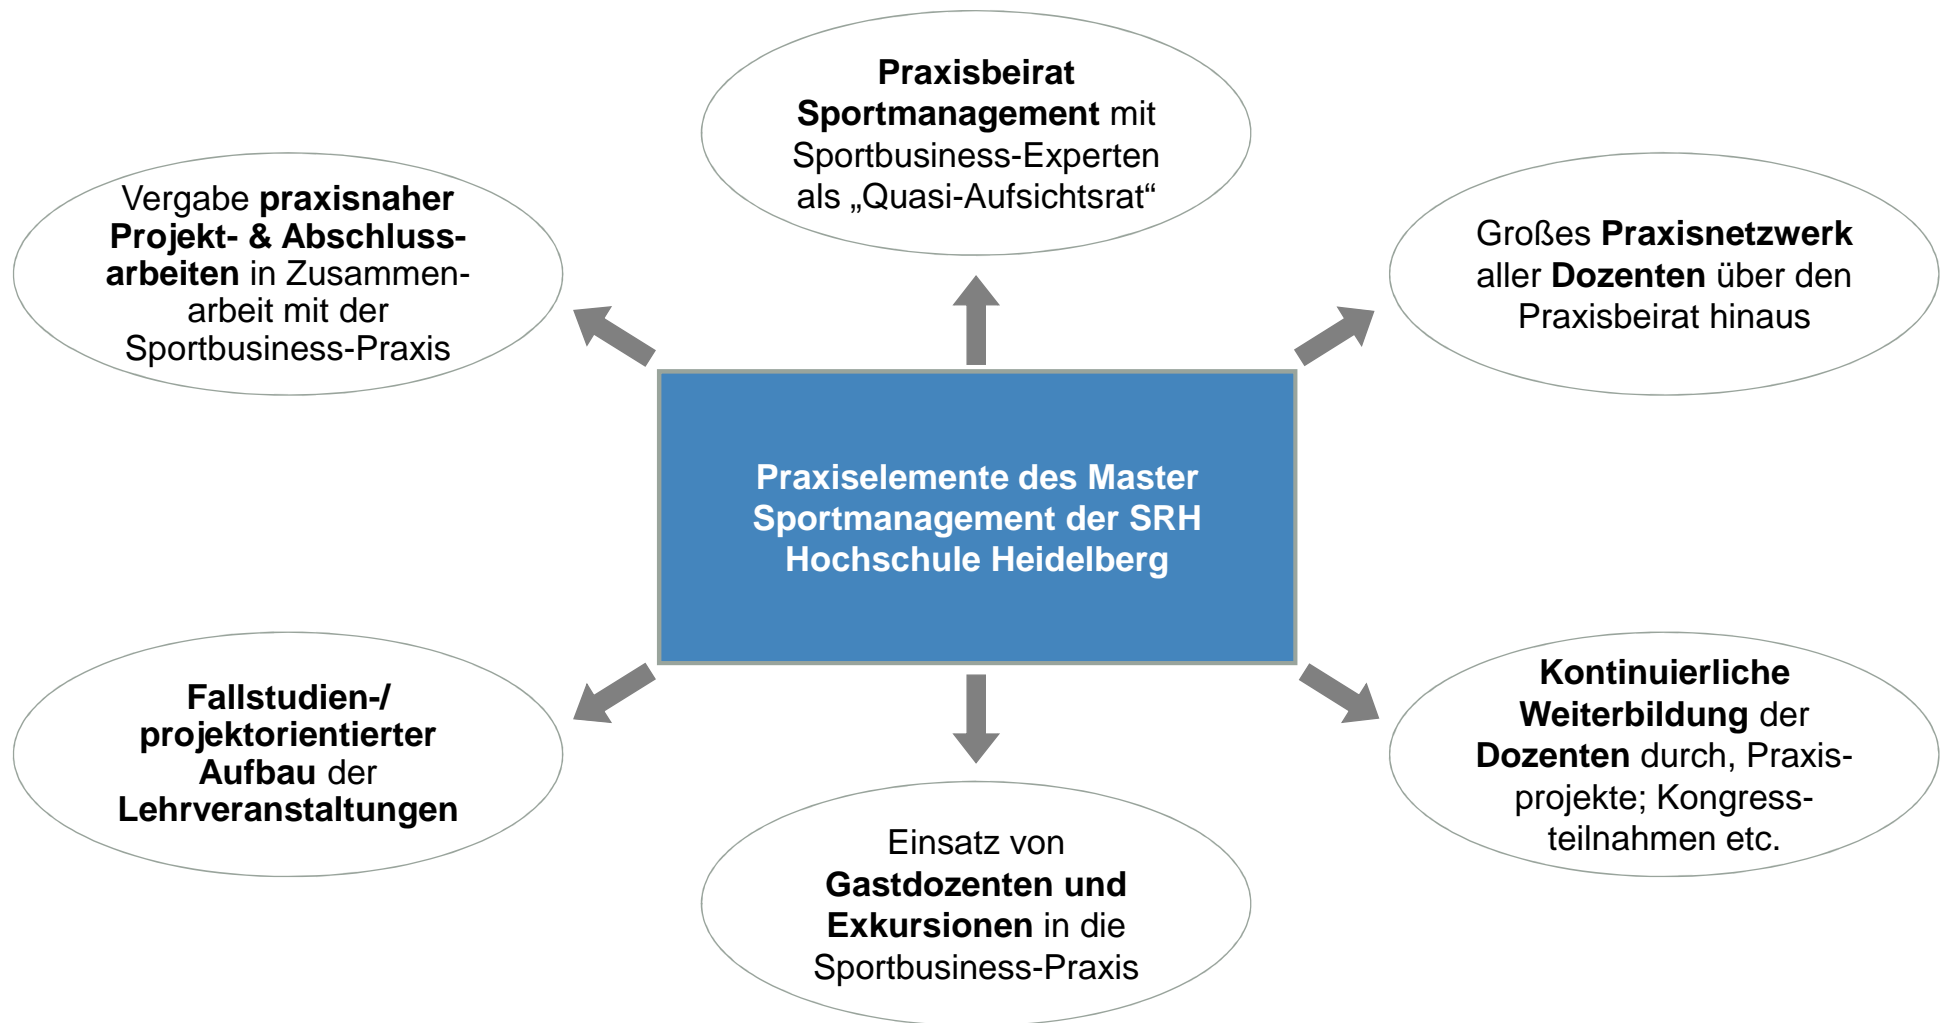 Praxisbeirat
Sportmanagement mit
Sportbusiness-Experten
als „Quasi-Aufsichtsrat“
Vergabe praxisnaher
Projekt- & Abschluss-
arbeiten in Zusammen-
arbeit mit der
Sportbusiness-Praxis
Großes Praxisnetzwerk
aller Dozenten über den
Praxisbeirat hinaus
Praxiselemente des Master
Sportmanagement der SRH
Hochschule Heidelberg
Fallstudien-/
projektorientierter
Aufbau der
Lehrveranstaltungen
Einsatz von
Gastdozenten und
Exkursionen in die
Sportbusiness-Praxis
Kontinuierliche
Weiterbildung der
Dozenten durch, Praxis-
projekte; Kongress-
teilnahmen etc.